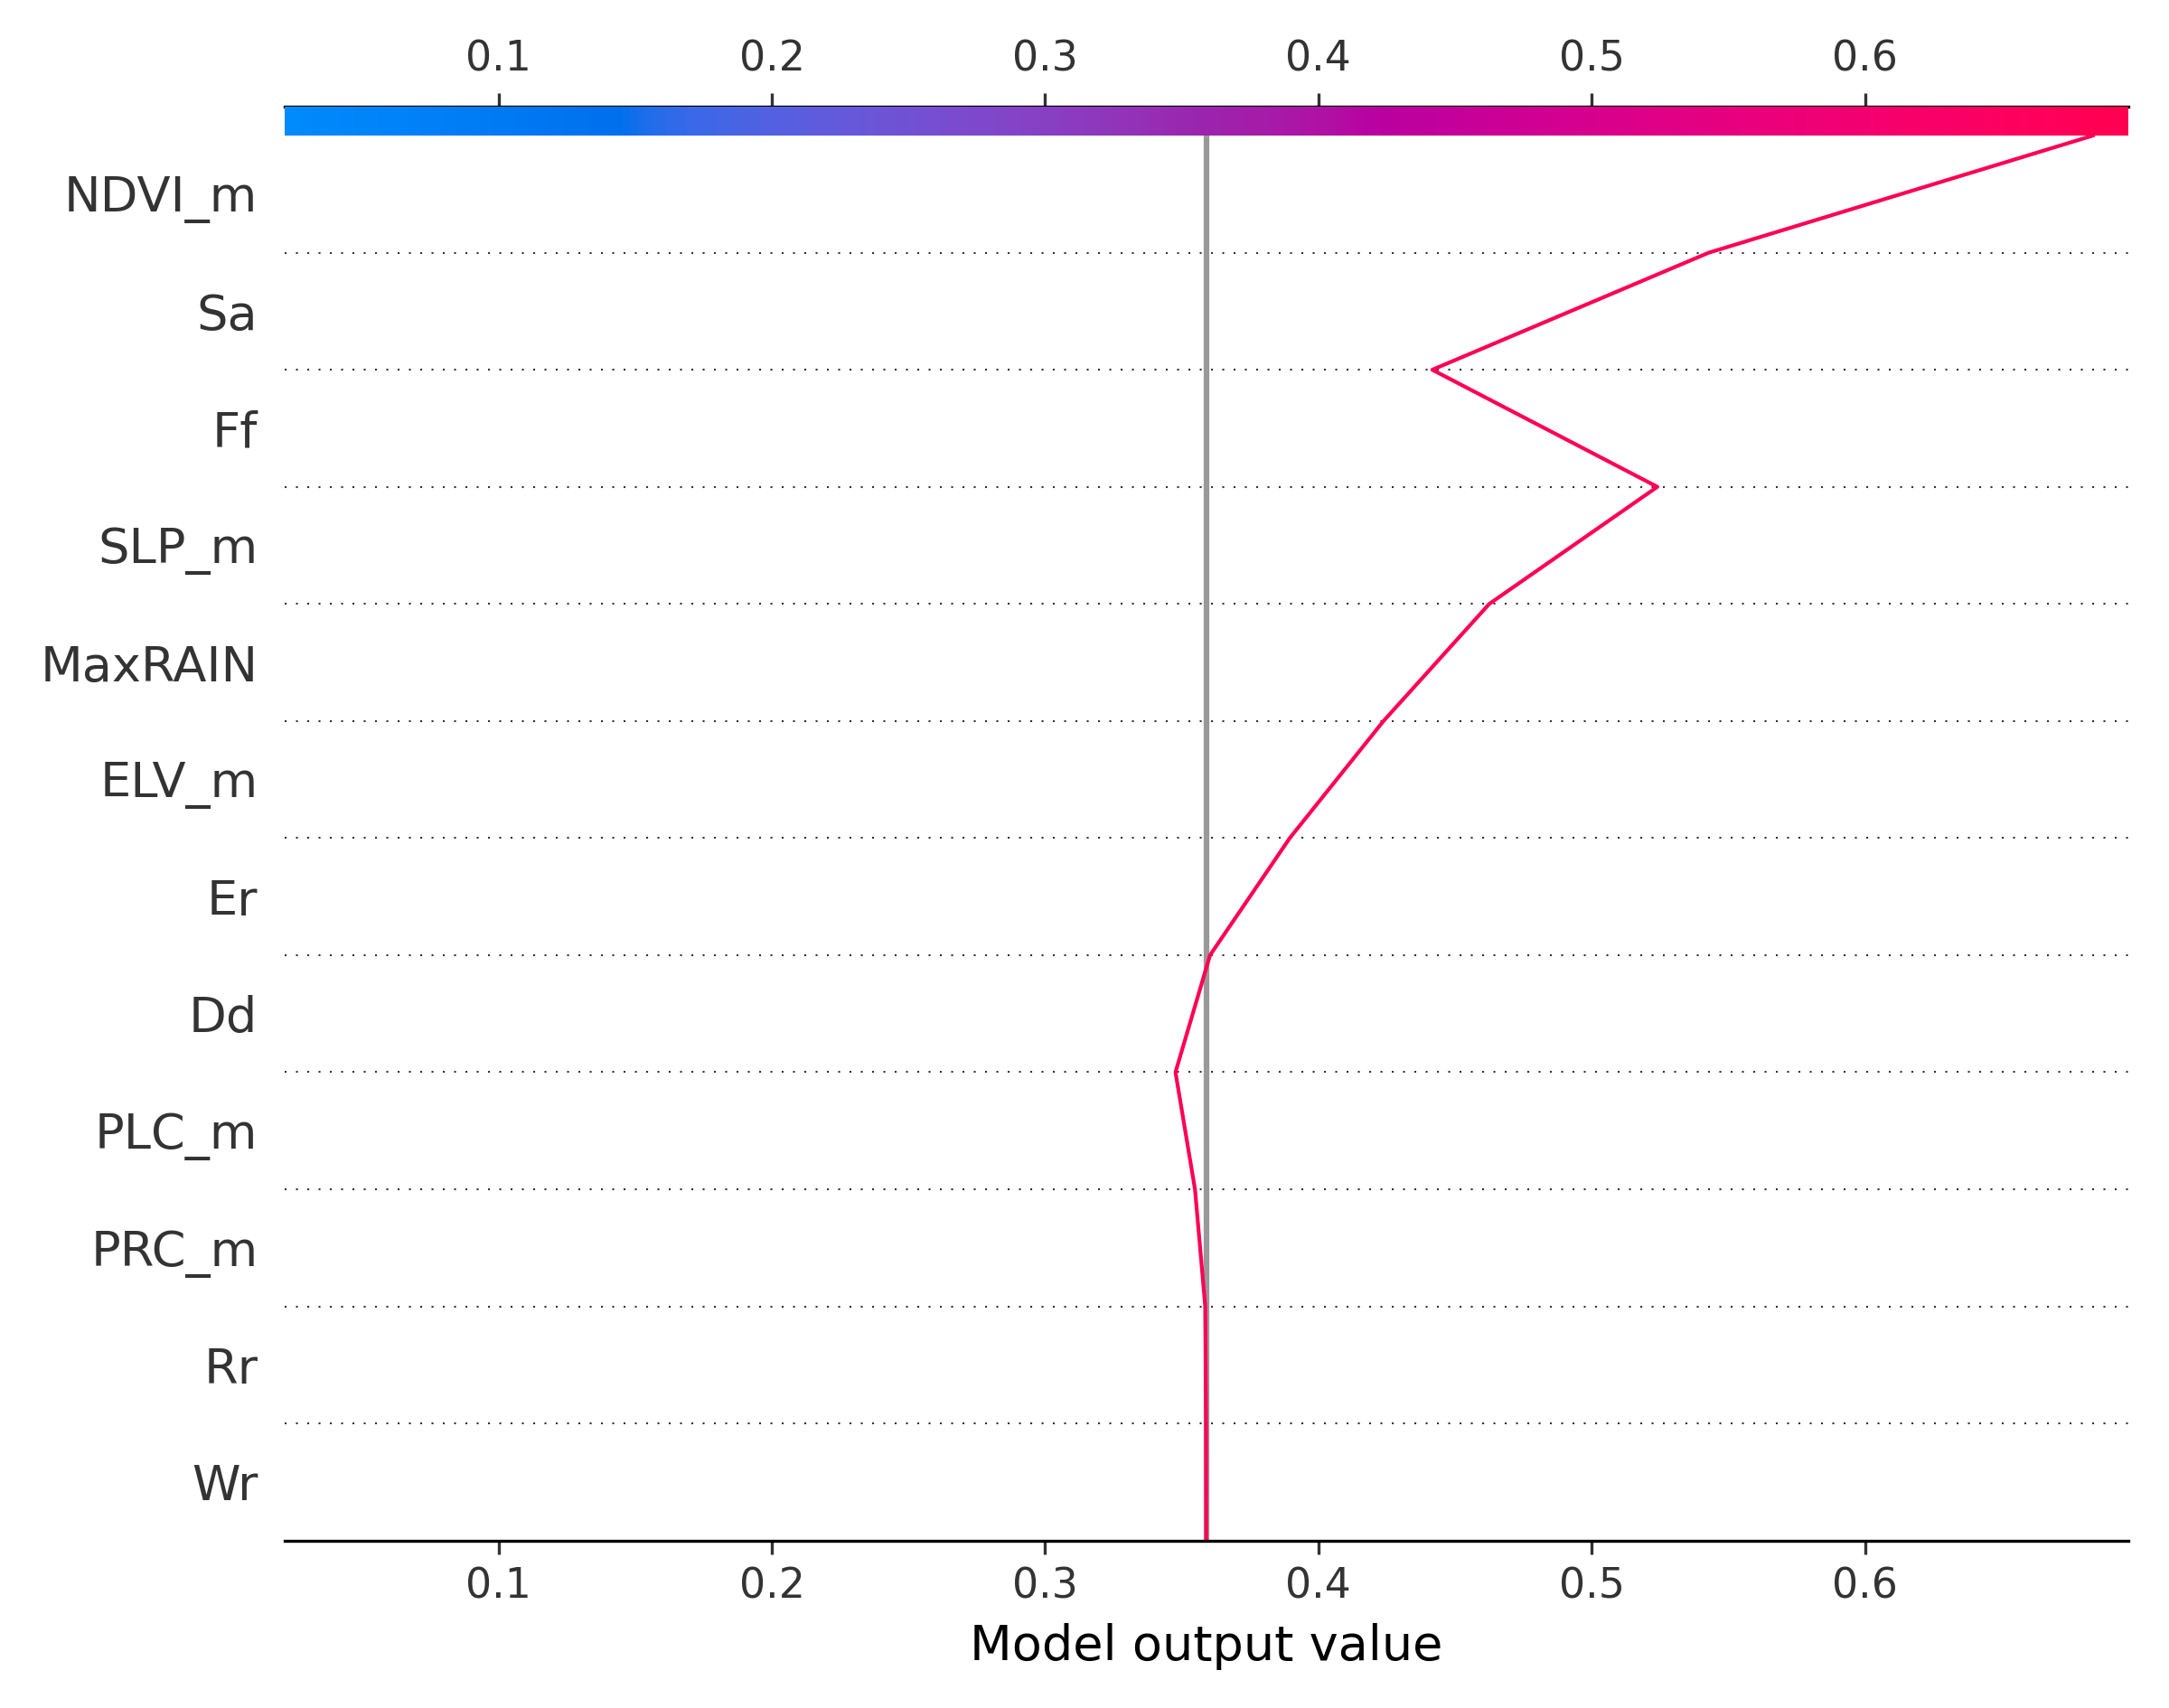 0.1 0.2 0.3 0.4 0.5 0.6
NDVI_m
Sa
Ff
SLP_m
MaxRAIN
ELV_m
Er
Dd
PLC_m
PRC_m
Rr
Wr
0.1 0.2 0.3 0.4 0.5 0.6
Model output value